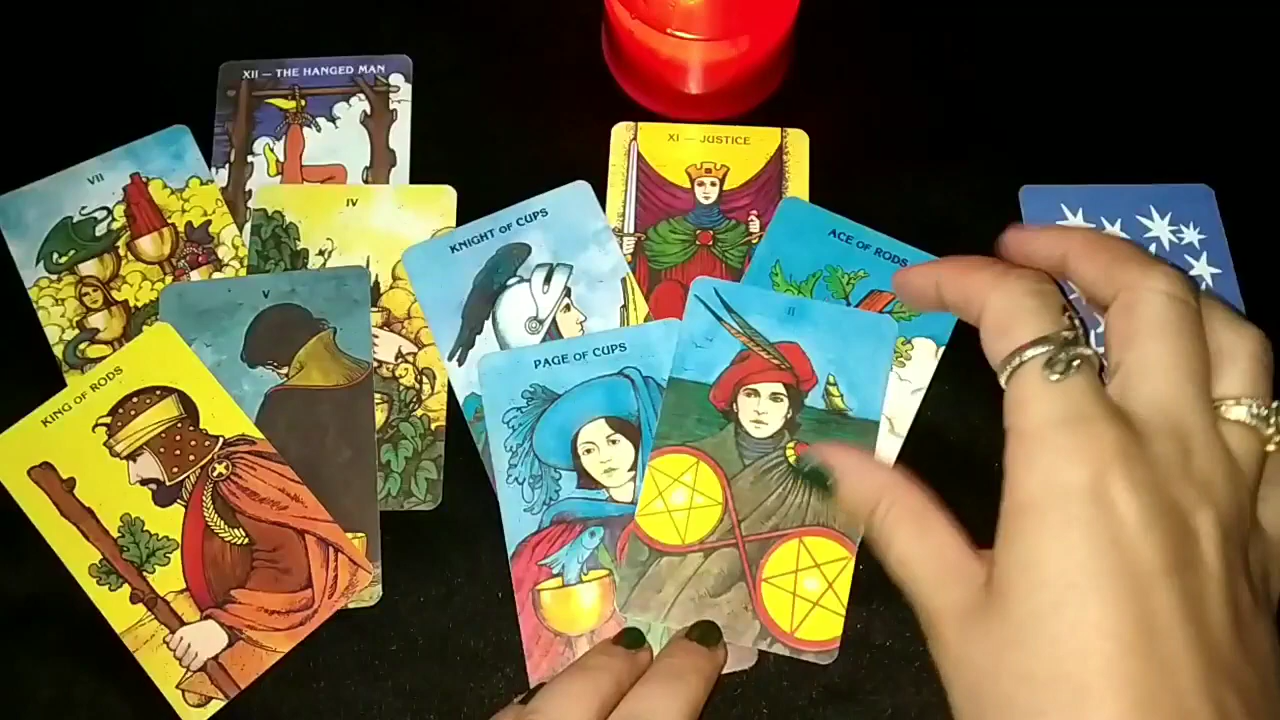 XII — THE HANGED MAN
VII
IV
V
KING OF RODS
KNIGHT OF CUPS
XI — JUSTICE
ACE OF RODS
PAGE OF CUPS
II